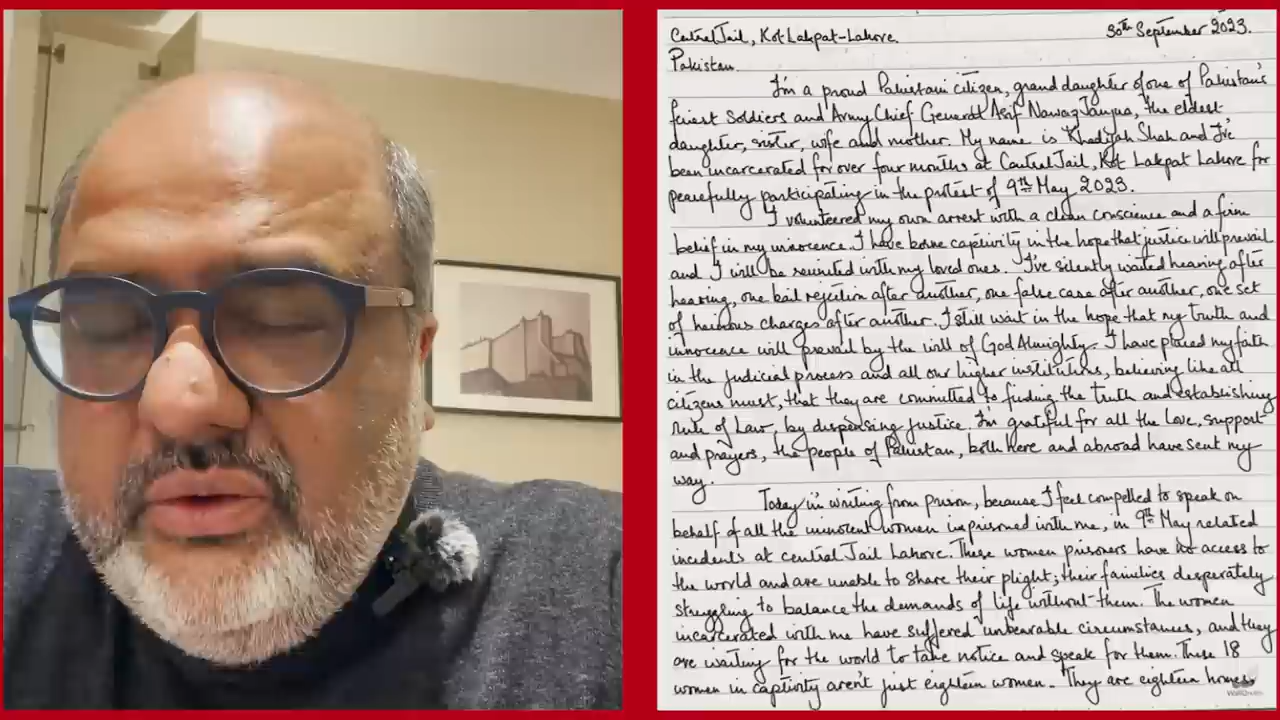 Central Jail, Kot Lakpat-Lahore. 30th September 2023.
Pakistan.
I'm a proud Pakistani citizen, grand daughter of one of Pakistan's
finest Soldiers and Army Chief General Asif Nawaz Janjua, the eldest
daughter, sister, wife and mother. My name is Khadijah Shah and I've
been incarcerated for over four months at Central Jail, Kot Lakpat Lahore for
peacefully participating in the protest of 9th May 2023.
I volunteered my own arrest with a clean conscience and a firm
belief in my innocence. I have borne captivity in the hope that justice will prevail
and I will be reunited with my loved ones. I've silently waited hearing after
hearing, one bail rejection after another, one false case after another, one set
of heinous charges after another. I still wait in the hope that my truth and
innocence will prevail by the will of God Almighty. I have placed my faith
in the judicial process and all our higher institutions, believing like all
citizens must, that they are committed to finding the truth and establishing
rule of Law, by dispensing justice. I'm grateful for all the love, support
and prayers, the people of Pakistan, both here and abroad have sent my
way.
Today i'm writing from prison, because I feel compelled to speak on
behalf of all the innocent women imprisoned with me, in 9th May related
incidents at central Jail Lahore. These women prisoners have no access to
the world and are unable to share their plight; their families desperately
struggling to balance the demands of life without them. The women
incarcerated with me have suffered unbearable circumstances, and they
are waiting for the world to take notice and speak for them. These 18
women in captivity aren't just eighteen women. They are eighteen homes